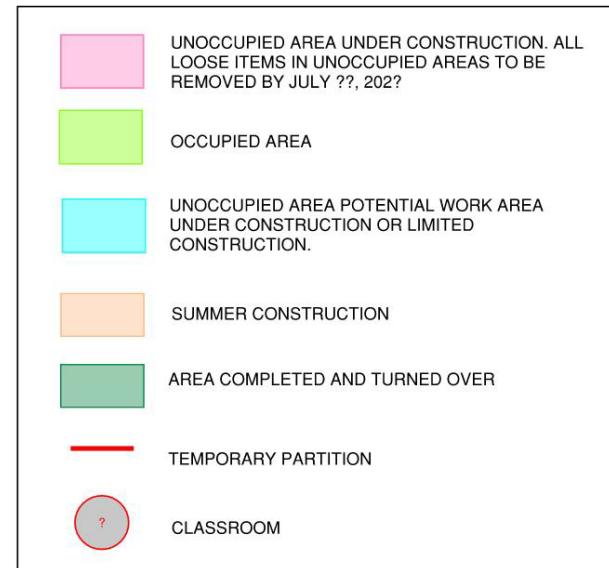 UNOCCUPIED AREA UNDER CONSTRUCTION. ALL
LOOSE ITEMS IN UNOCCUPIED AREAS TO BE
REMOVED BY JULY ??, 202?
OCCUPIED AREA
UNOCCUPIED AREA POTENTIAL WORK AREA
UNDER CONSTRUCTION OR LIMITED
CONSTRUCTION.
SUMMER CONSTRUCTION
AREA COMPLETED AND TURNED OVER
TEMPORARY PARTITION
?
CLASSROOM